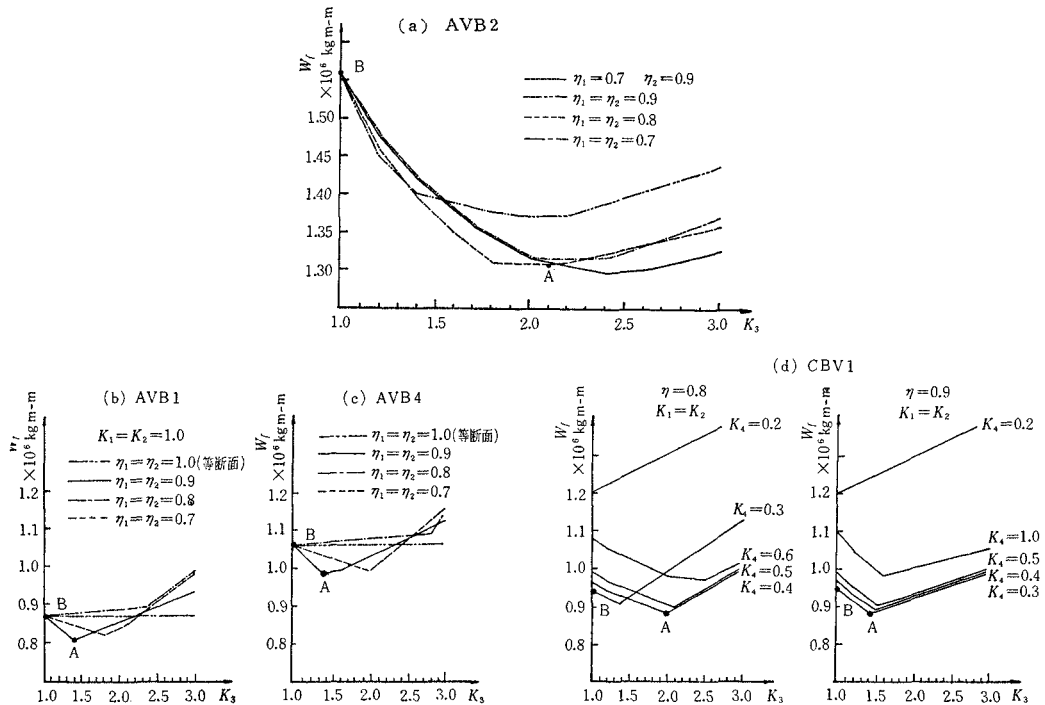 (a) AVB2
W_f
×10⁶ kg m-m
B
η₁=0.7 η₂=0.9
η₁=η₂=0.9
η₁=η₂=0.8
η₁=η₂=0.7
1.50
1.45
1.40
1.35
1.30
A
1.0 1.5 2.0 2.5 3.0 K₃
(b) AVB1
K₁=K₂=1.0
W_f
×10⁶ kg m-m
η₁=η₂=1.0(等断面)
η₁=η₂=0.9
η₁=η₂=0.8
η₁=η₂=0.7
1.2
1.1
1.0
0.9
0.8
B
A
1.0 1.5 2.0 2.5 3.0 K₃
(c) AVB4
W_f
×10⁶ kg m-m
η₁=η₂=1.0(等断面)
η₁=η₂=0.9
η₁=η₂=0.8
η₁=η₂=0.7
1.2
1.1
1.0
0.9
0.8
B
A
1.0 1.5 2.0 2.5 3.0 K₃
(d) CBV1
η=0.8
K₁=K₂
W_f
×10⁶ kg m-m
K₄=0.2
K₄=0.3
K₄=0.6
K₄=0.5
K₄=0.4
1.2
1.1
1.0
0.9
0.8
B
A
1.0 1.5 2.0 2.5 3.0 K₃
η=0.9
K₁=K₂
W_f
×10⁶ kg m-m
K₄=0.2
K₄=1.0
K₄=0.5
K₄=0.4
K₄=0.3
1.2
1.1
1.0
0.9
0.8
B
A
1.0 1.5 2.0 2.5 3.0 K₃